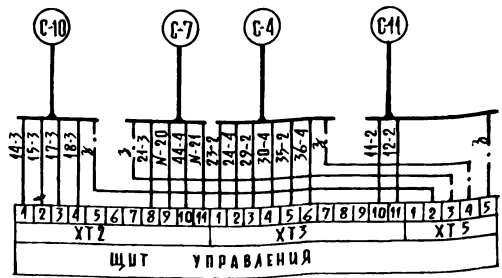 С-10 С-7 С-4 С-11
14-3 15-3 17-3 18-3 З З 21-3 N-20 44-4 N-21 23-2 24-4 29-2 30-4 35-2 36-4 З 11-2 12-2 З
1 2 3 4 5 6 7 8 9 10 11 1 2 3 4 5 6 7 8 9 10 11 1 2 3 4 5
ХТ2 ХТ3 ХТ5
ЩИТ УПРАВЛЕНИЯ